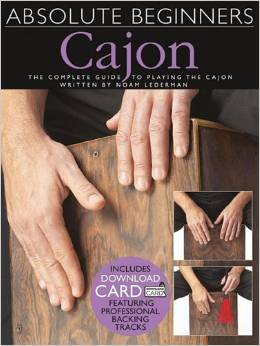 ABSOLUTE BEGINNERS
Cajon
THE COMPLETE GUIDE TO PLAYING THE CAJON
WRITTEN BY NOAM LEDERMAN
INCLUDES
DOWNLOAD
CARD
FEATURING
PROFESSIONAL
BACKING
TRACKS